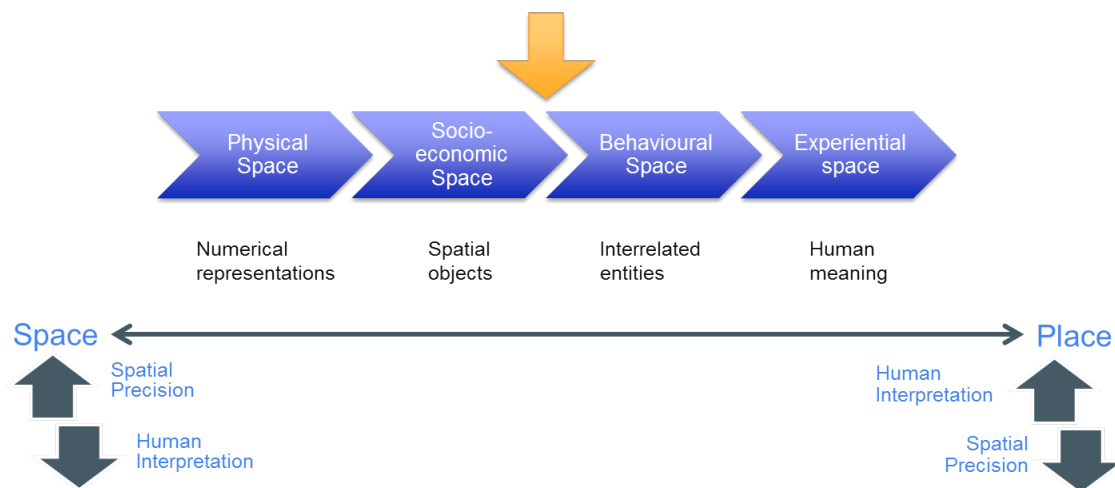 Physical
Space
Socio-
economic
Space
Behavioural
Space
Experiential
space
Numerical
representations
Spatial
objects
Interrelated
entities
Human
meaning
Space
Place
Spatial
Precision
Human
Interpretation
Human
Interpretation
Spatial
Precision